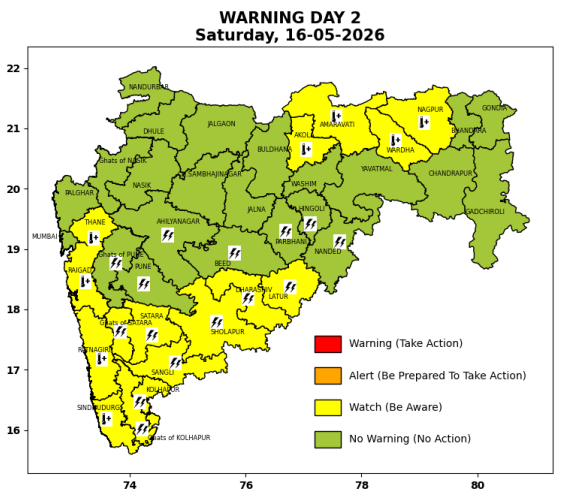 WARNING DAY 2
Saturday, 16-05-2026
22
21
20
19
18
17
16
74
76
78
80
NANDURBAR
DHULE
JALGAON
AMARAVATI
NAGPUR
GONDIA
BHANDARA
AKOLA
WARDHA
BULDHANA
Ghats of NASIK
NASIK
SAMBHAJINAGAR
WASHIM
YAVATMAL
CHANDRAPUR
GADCHIROLI
PALGHAR
THANE
MUMBAI
AHILYANAGAR
JALNA
HINGOLI
PARBHANI
NANDED
Ghats of PUNE
PUNE
BEED
RAIGAD
DHARASHIV
LATUR
SATARA
Ghats of SATARA
SHOLAPUR
RATNAGIRI
SANGLI
KOLHAPUR
SINDHUDURG
Ghats of KOLHAPUR
Warning (Take Action)
Alert (Be Prepared To Take Action)
Watch (Be Aware)
No Warning (No Action)